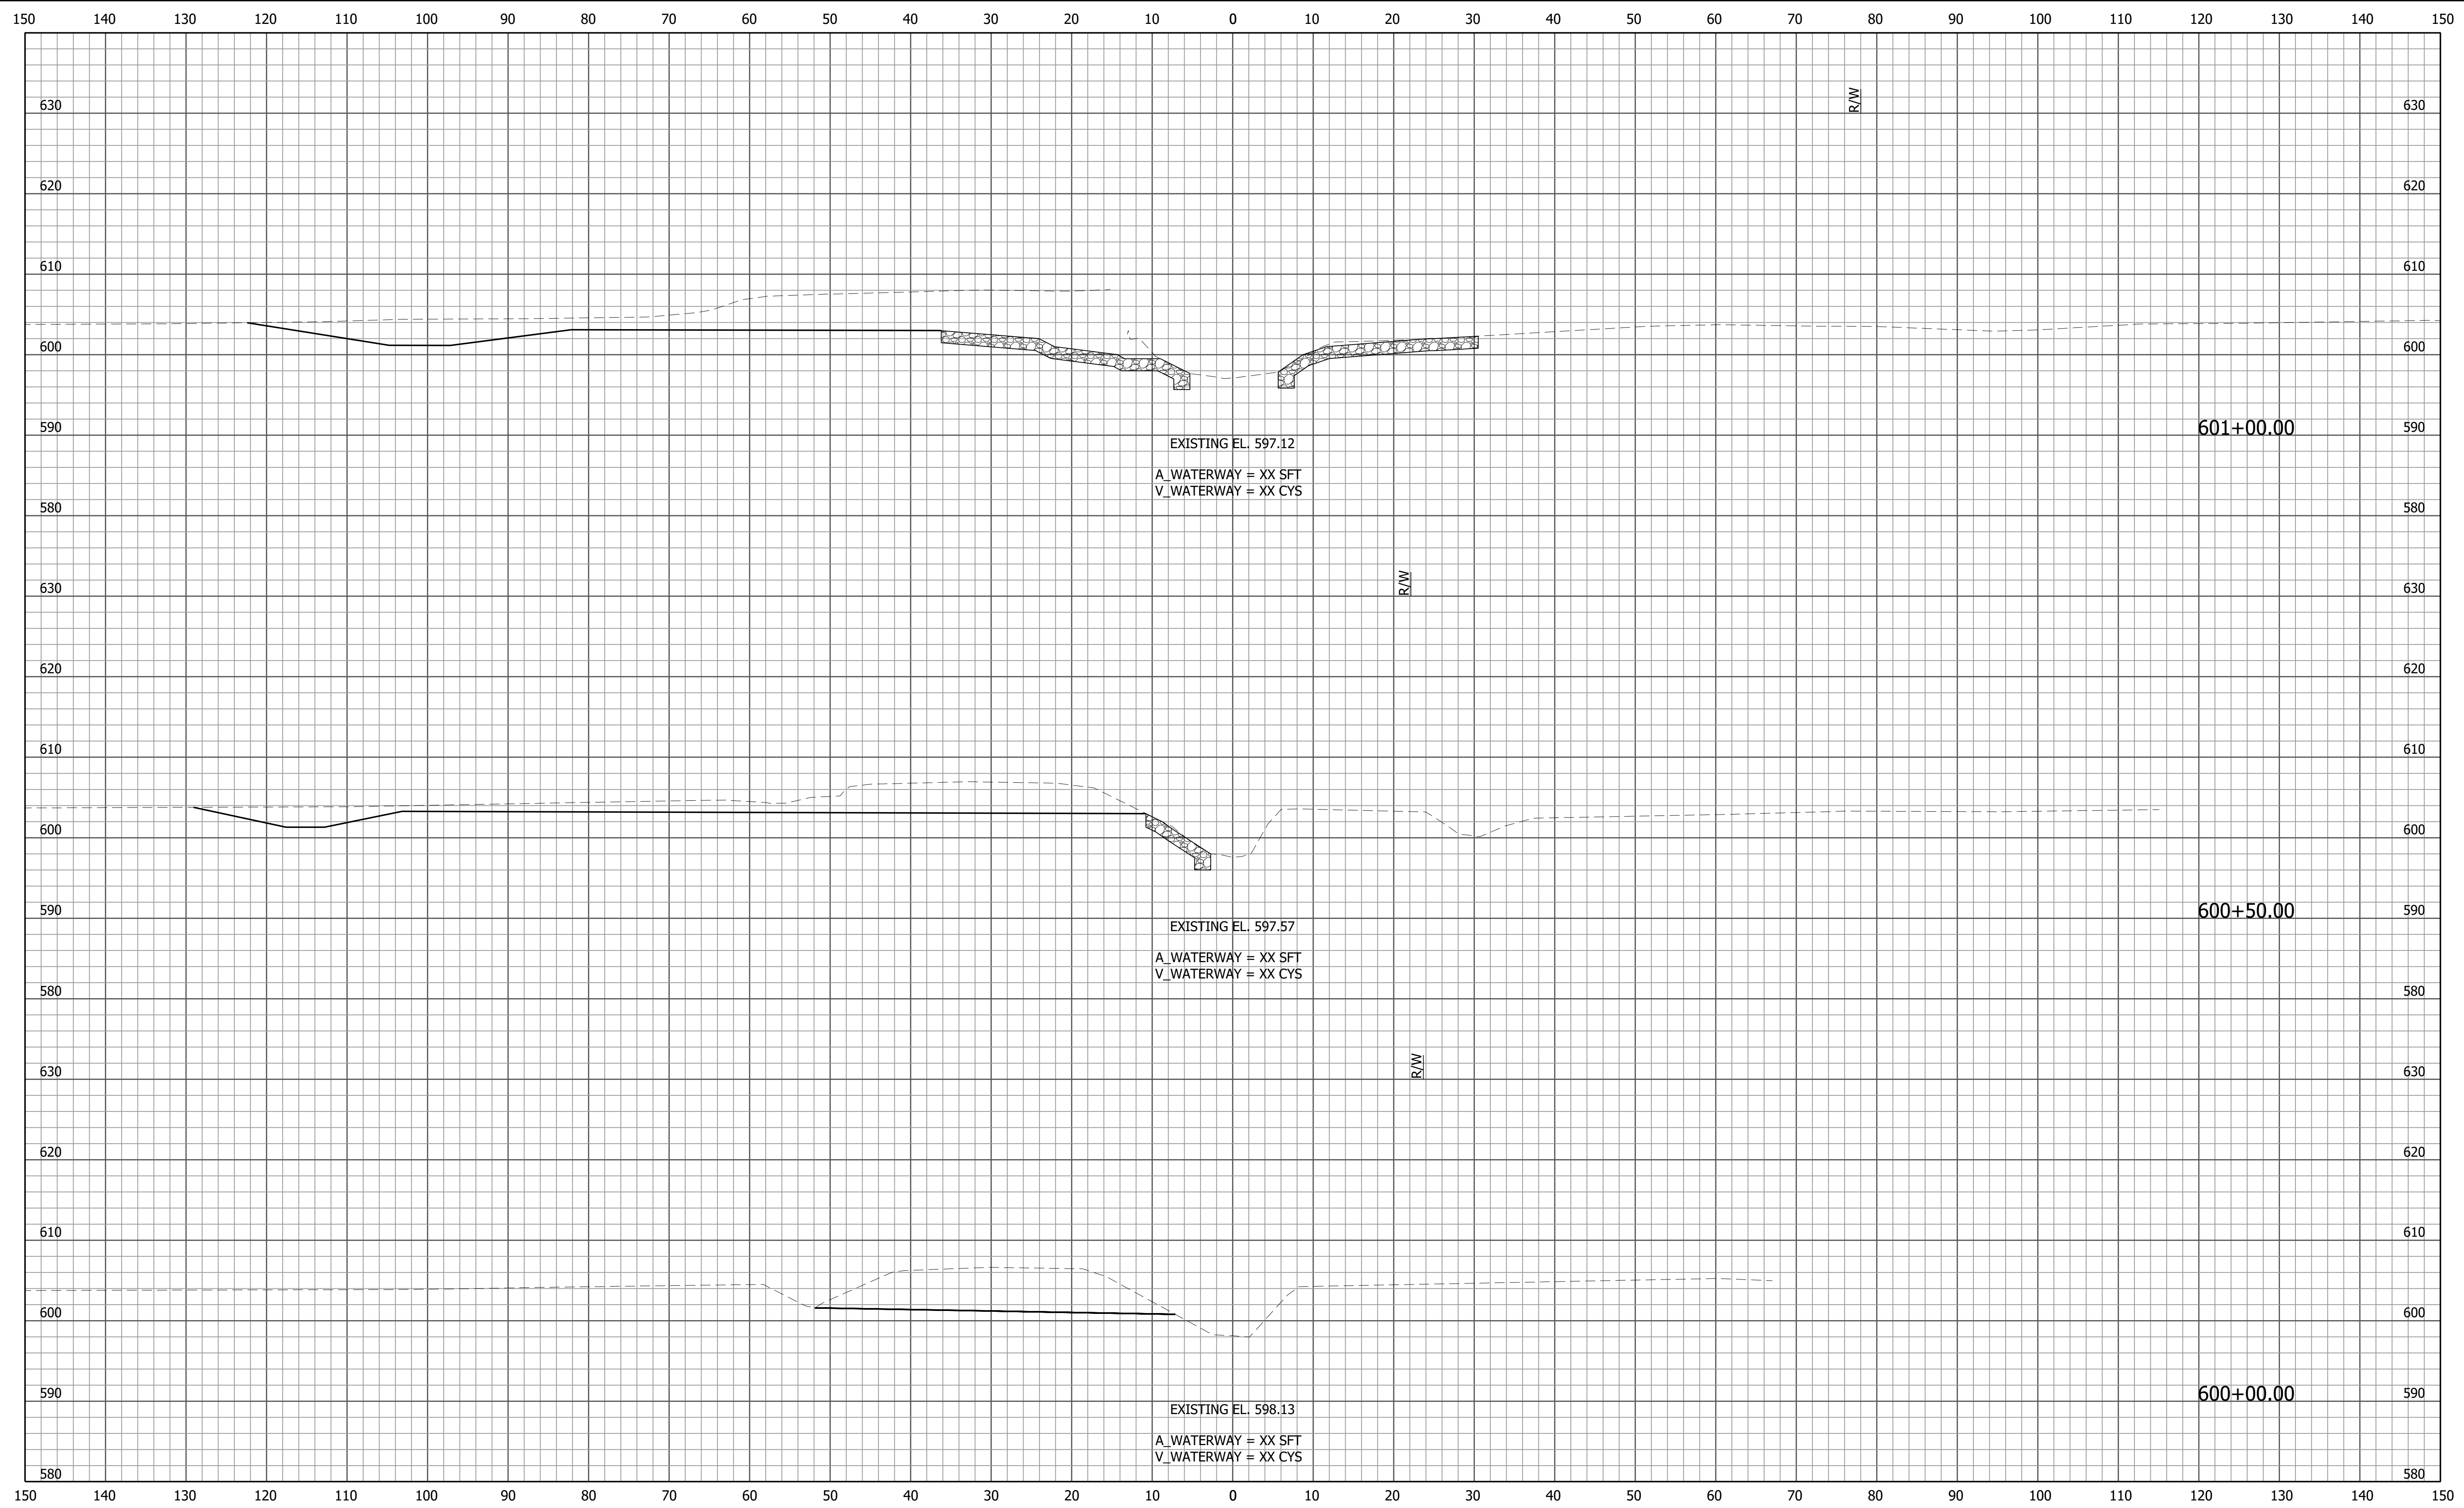 150 140 130 120 110 100 90 80 70 60 50 40 30 20 10 0 10 20 30 40 50 60 70 80 90 100 110 120 130 140 150
R/W
630 630
620 620
610 610
600 600
590 601+00.00 590
EXISTING EL. 597.12
A_WATERWAY = XX SFT
V_WATERWAY = XX CYS
580 580
R/W
630 630
620 620
610 610
600 600
590 600+50.00 590
EXISTING EL. 597.57
A_WATERWAY = XX SFT
V_WATERWAY = XX CYS
580 580
R/W
630 630
620 620
610 610
600 600
590 600+00.00 590
EXISTING EL. 598.13
A_WATERWAY = XX SFT
V_WATERWAY = XX CYS
580 580
150 140 130 120 110 100 90 80 70 60 50 40 30 20 10 0 10 20 30 40 50 60 70 80 90 100 110 120 130 140 150